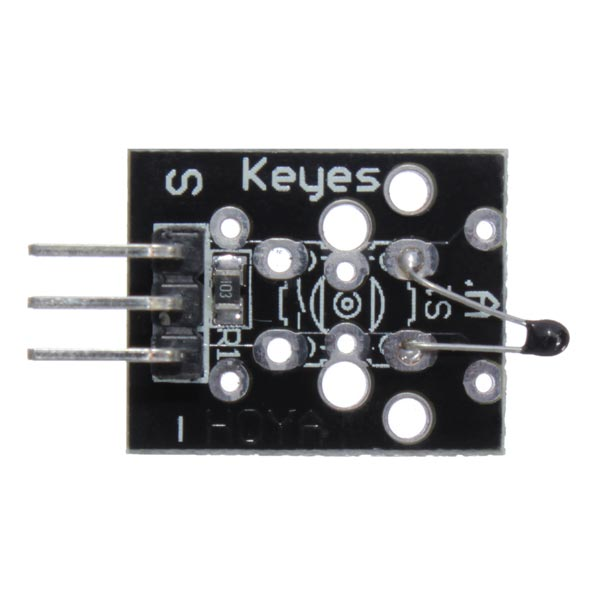 S Keyes
103
R1
.A
S1
– HOYA